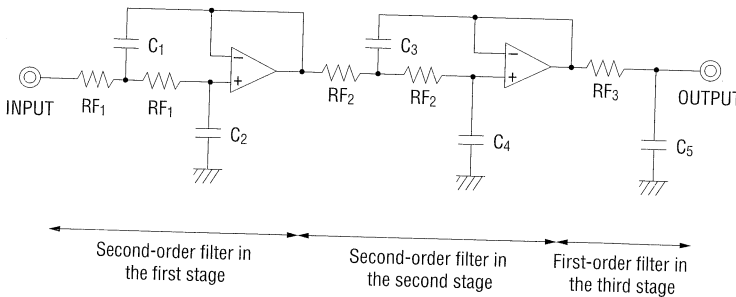 C1
C3
INPUT
RF1
RF1
C2
RF2
RF2
C4
RF3
OUTPUT
C5
Second-order filter in
the first stage
Second-order filter in
the second stage
First-order filter in
the third stage